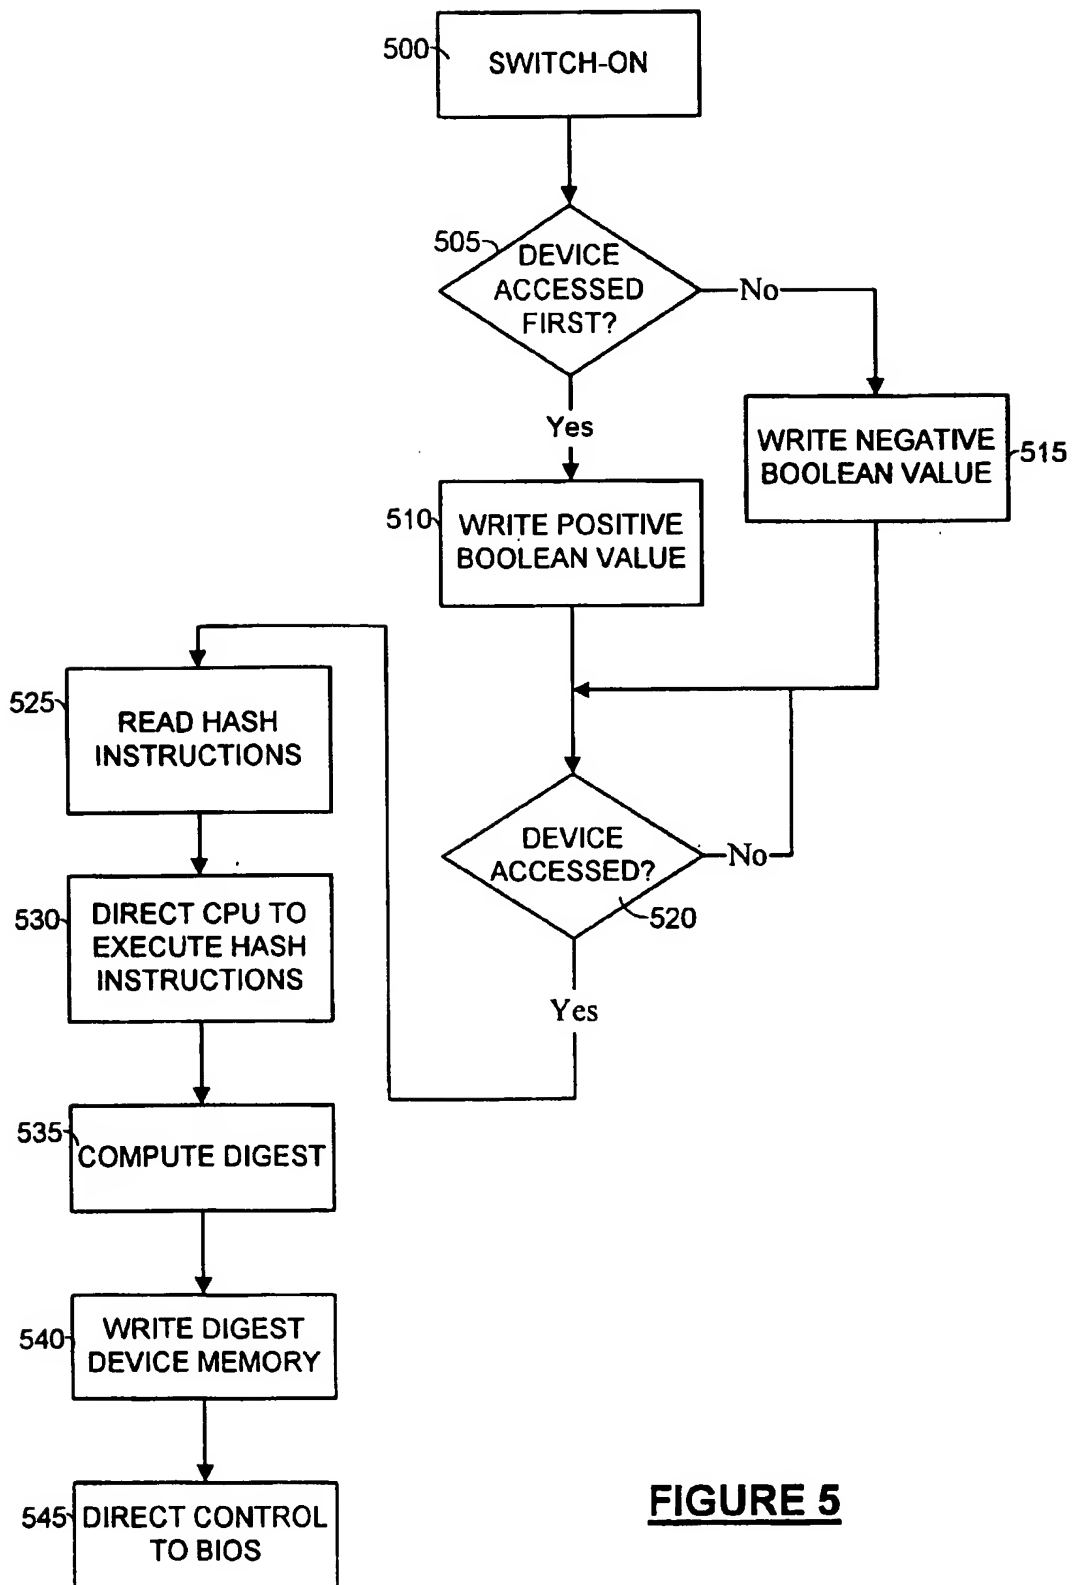 500
SWITCH-ON
505
DEVICE
ACCESSED
FIRST?
No
Yes
WRITE NEGATIVE
BOOLEAN VALUE
515
510
WRITE POSITIVE
BOOLEAN VALUE
525
READ HASH
INSTRUCTIONS
DEVICE
ACCESSED?
No
520
530
DIRECT CPU TO
EXECUTE HASH
INSTRUCTIONS
Yes
535
COMPUTE DIGEST
540
WRITE DIGEST
DEVICE MEMORY
545
DIRECT CONTROL
TO BIOS
FIGURE 5